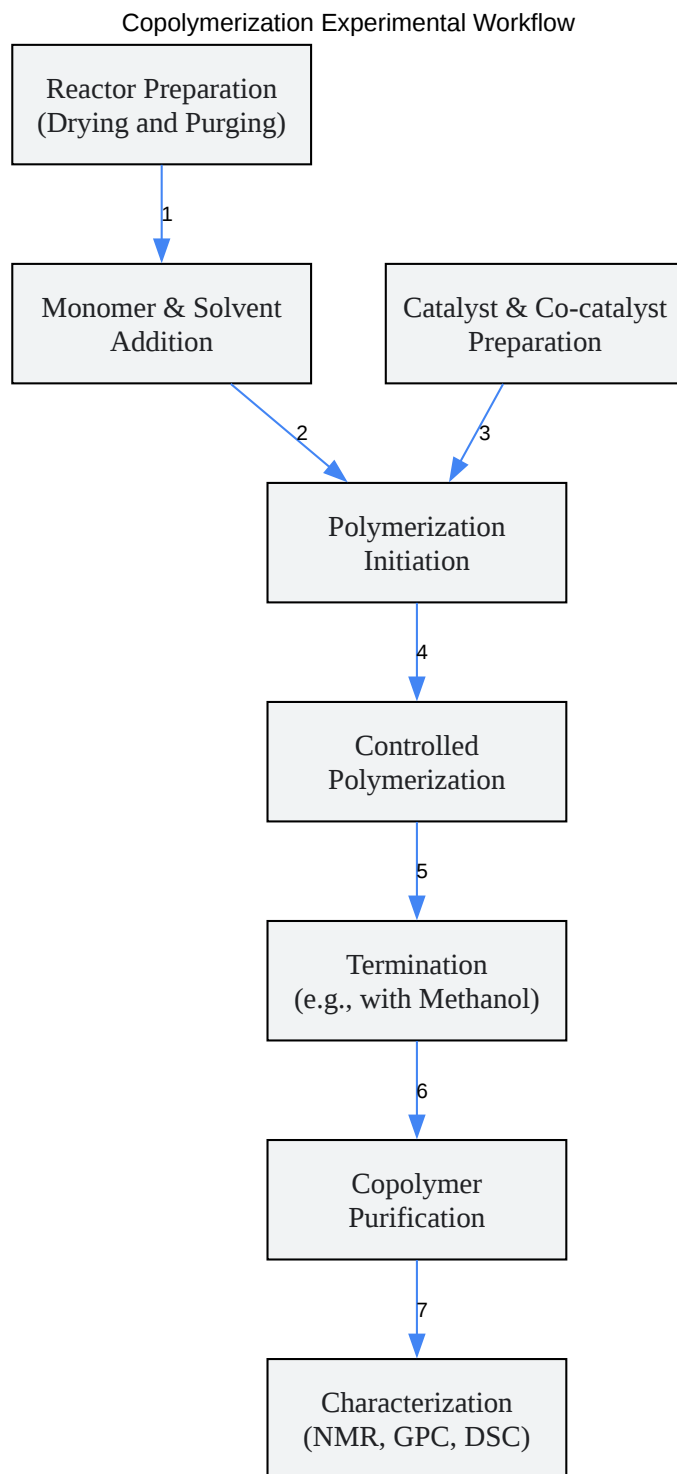 Copolymerization Experimental Workflow
Reactor Preparation
(Drying and Purging)
1
Monomer & Solvent
Addition
Catalyst & Co-catalyst
Preparation
2
3
Polymerization
Initiation
4
Controlled
Polymerization
5
Termination
(e.g., with Methanol)
6
Copolymer
Purification
7
Characterization
(NMR, GPC, DSC)